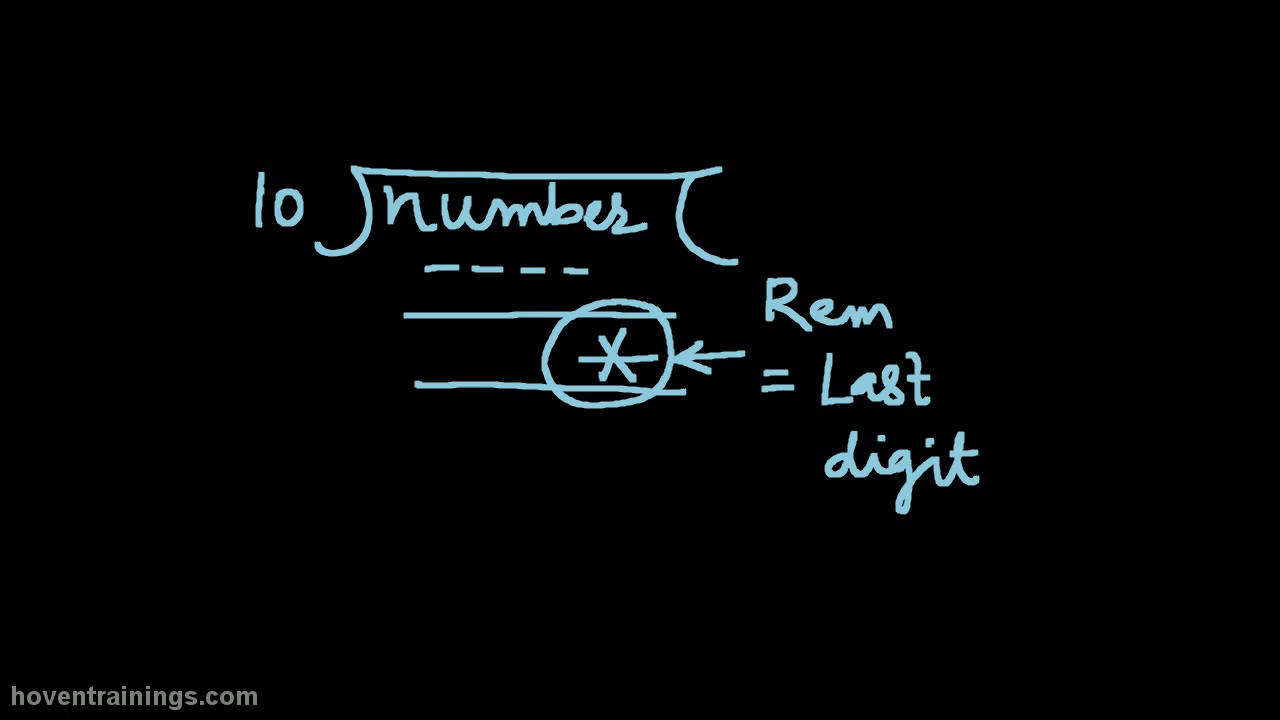 10 ) number (
*
Rem
= Last
digit
hoventrainings.com